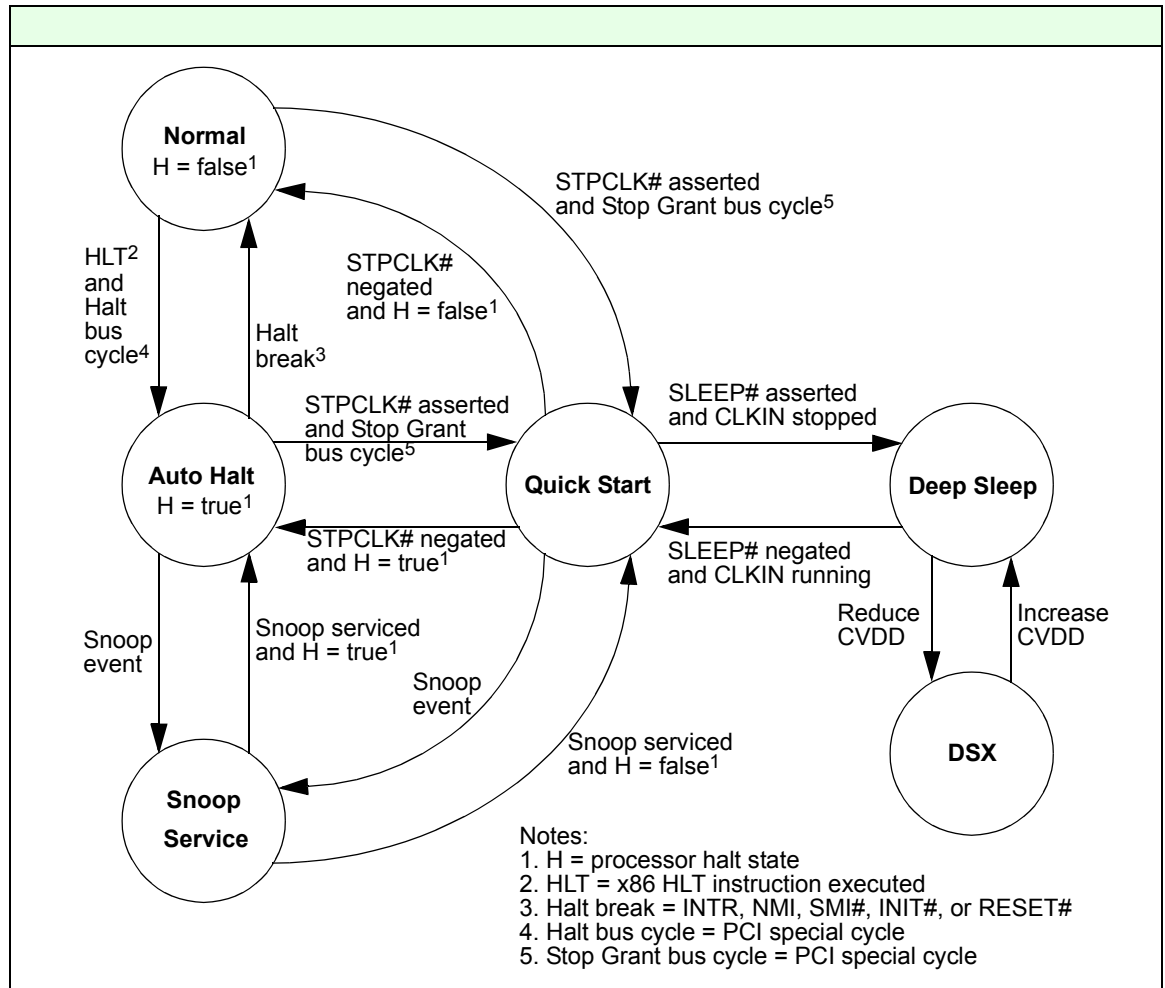 Normal
H = false1
STPCLK# asserted
and Stop Grant bus cycle5
HLT2
and
Halt
bus
cycle4
STPCLK#
negated
and H = false1
Halt
break3
STPCLK# asserted
and Stop Grant
bus cycle5
SLEEP# asserted
and CLKIN stopped
Auto Halt
H = true1
Quick Start
Deep Sleep
STPCLK# negated
and H = true1
SLEEP# negated
and CLKIN running
Snoop
event
Snoop serviced
and H = true1
Snoop
event
Reduce
CVDD
Increase
CVDD
Snoop serviced
and H = false1
DSX
Snoop
Service
Notes:
1. H = processor halt state
2. HLT = x86 HLT instruction executed
3. Halt break = INTR, NMI, SMI#, INIT#, or RESET#
4. Halt bus cycle = PCI special cycle
5. Stop Grant bus cycle = PCI special cycle